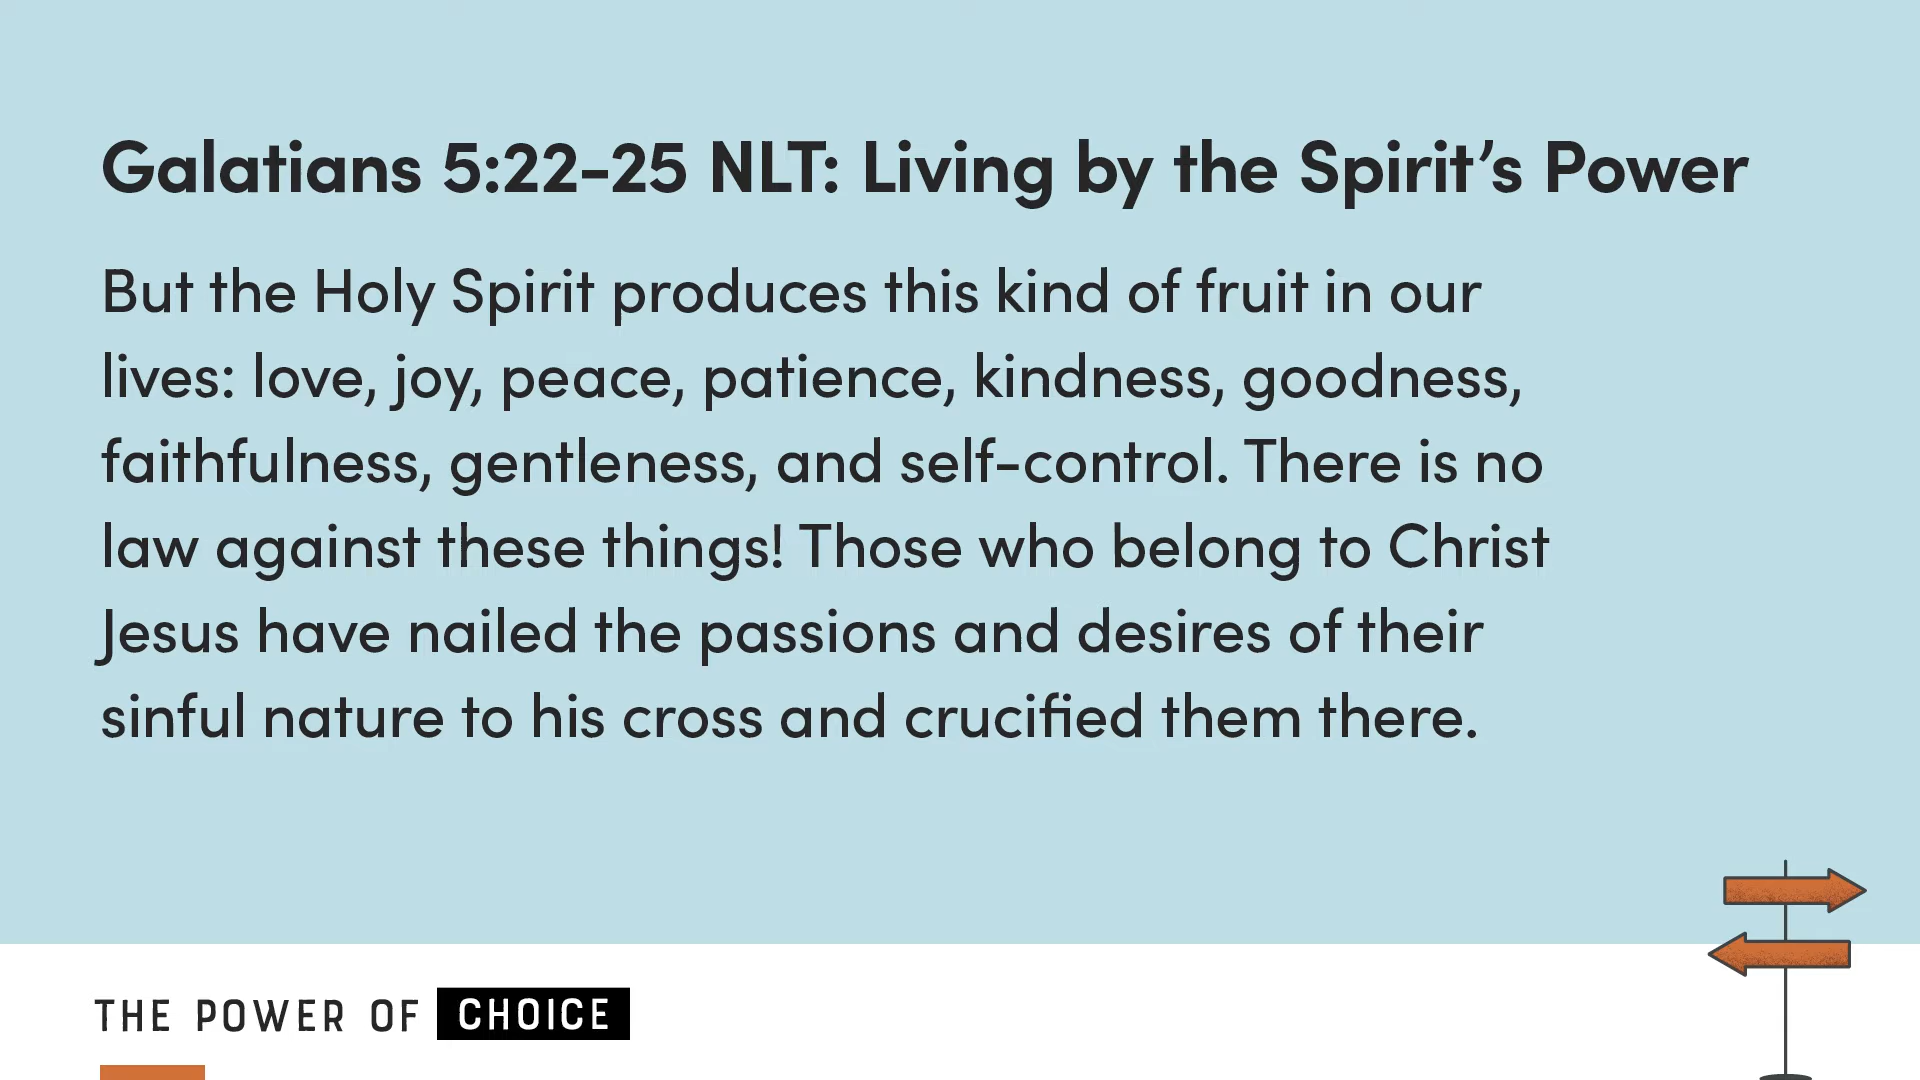 Galatians 5:22-25 NLT: Living by the Spirit’s Power
But the Holy Spirit produces this kind of fruit in our
lives: love, joy, peace, patience, kindness, goodness,
faithfulness, gentleness, and self-control. There is no
law against these things! Those who belong to Christ
Jesus have nailed the passions and desires of their
sinful nature to his cross and crucified them there.
THE POWER OF CHOICE